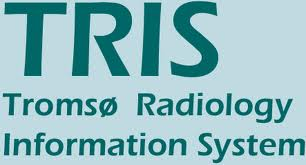 TRIS
Tromsø Radiology
Information System